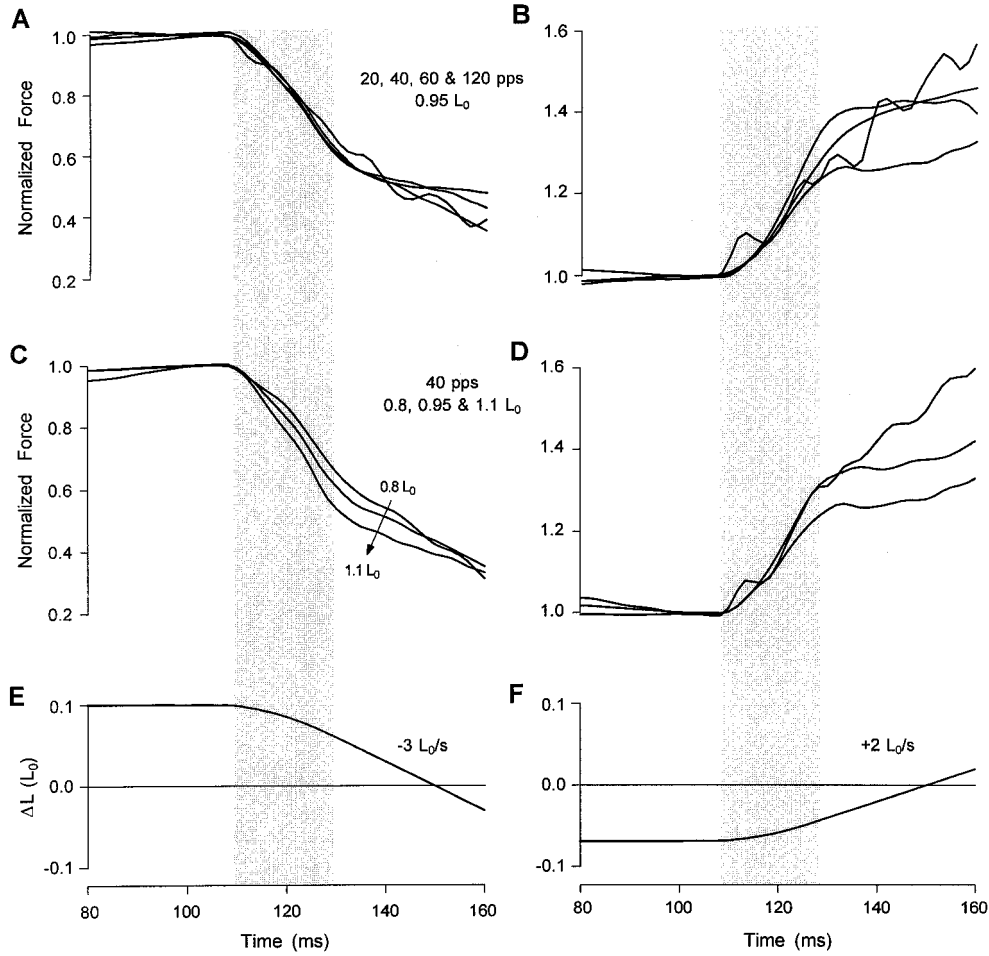 A
B
1.0
0.8
0.6
0.4
0.2
Normalized Force
20, 40, 60 & 120 pps
0.95 L₀
1.6
1.4
1.2
1.0
C
D
1.0
0.8
0.6
0.4
0.2
Normalized Force
40 pps
0.8, 0.95 & 1.1 L₀
0.8 L₀
1.1 L₀
1.6
1.4
1.2
1.0
E
F
0.1
0.0
-0.1
ΔL (L₀)
-3 L₀/s
0.1
0.0
-0.1
+2 L₀/s
80
100
120
140
160
Time (ms)
80
100
120
140
160
Time (ms)